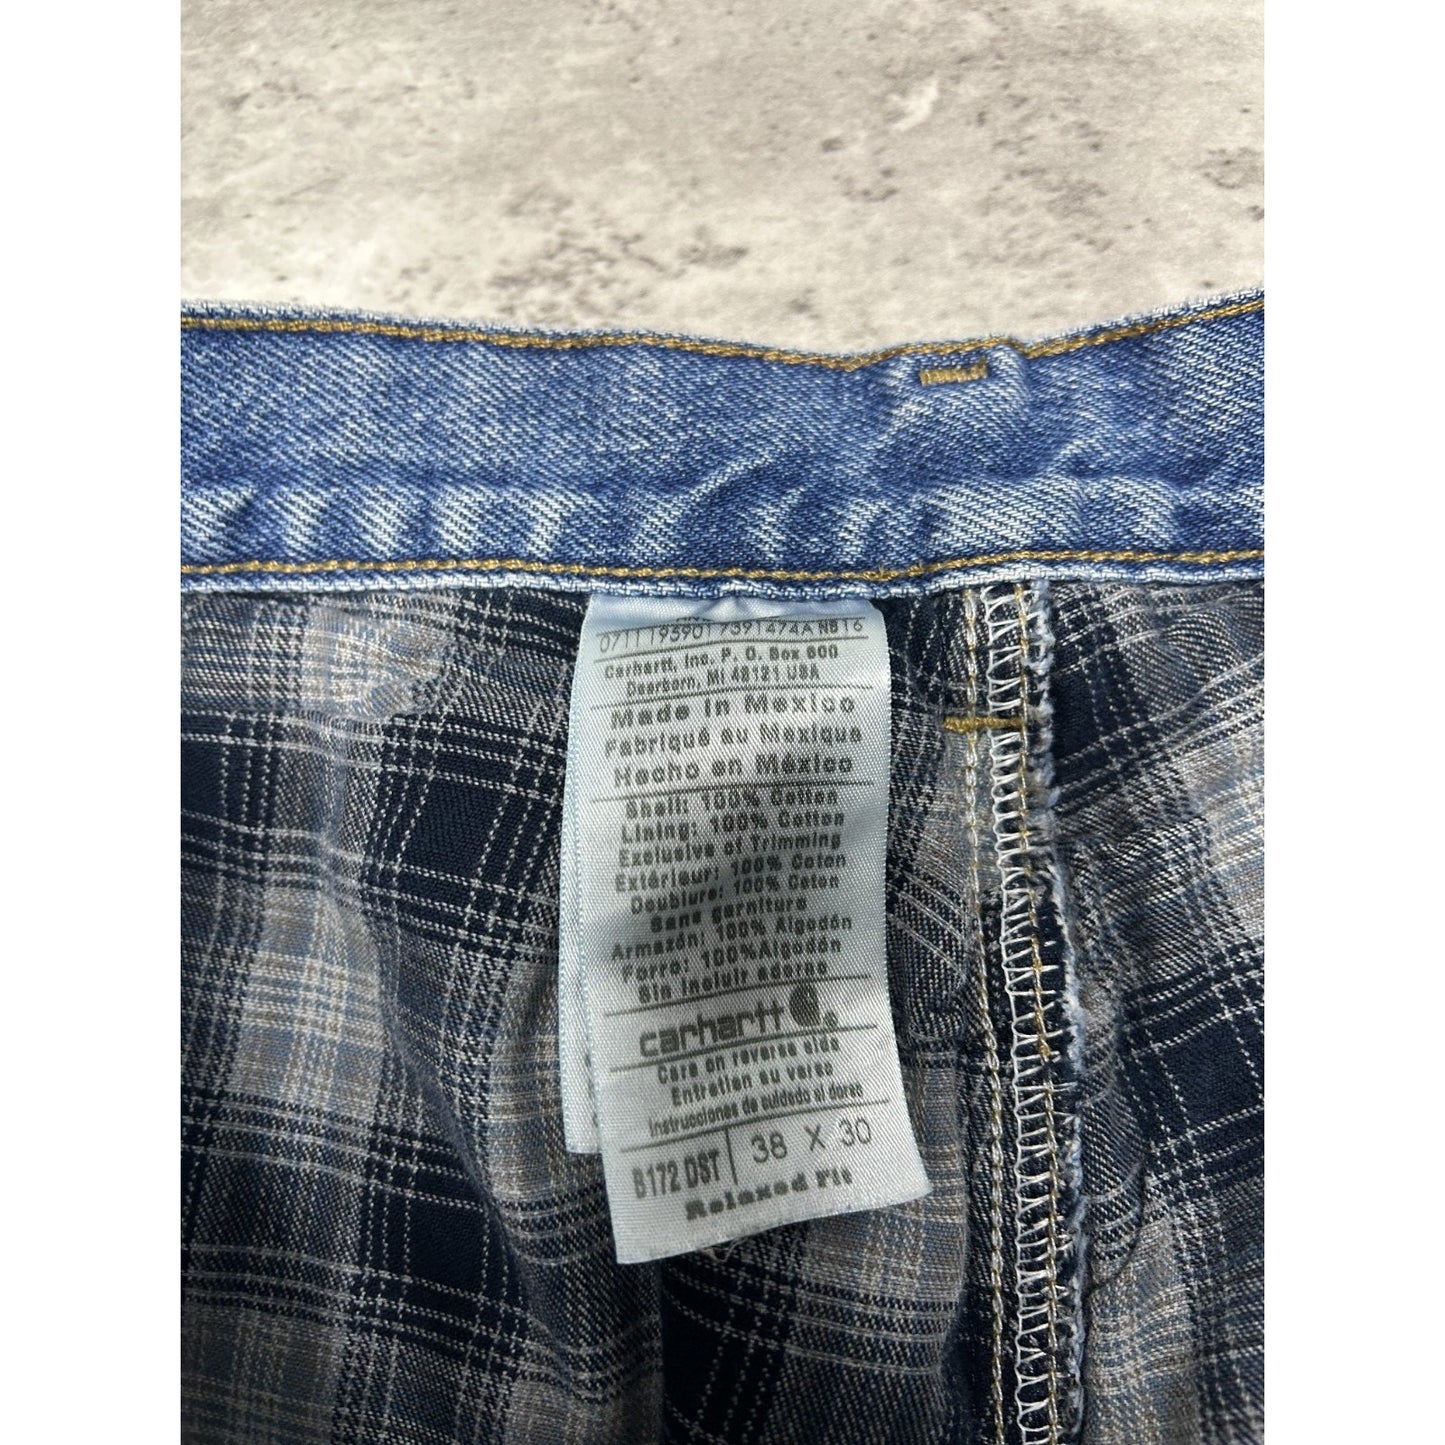 07111959017391474A NB16
Carhartt, Inc. P. O. Box 600
Dearborn, MI 48121 USA
Made in Mexico
Fabriqué au Mexique
Hecho en México
Shell: 100% Cotton
Lining: 100% Cotton
Exclusive of Trimming
Extérieur: 100% Coton
Doublure: 100% Coton
Sans garniture
Armazón: 100% Algodón
Forro: 100%Algodón
Sin incluir adorno
carhartt
Care on reverse side
Entretien au verso
Instrucciones de cuidado al dorso
B172 DST 38 X 30
Relaxed Fit